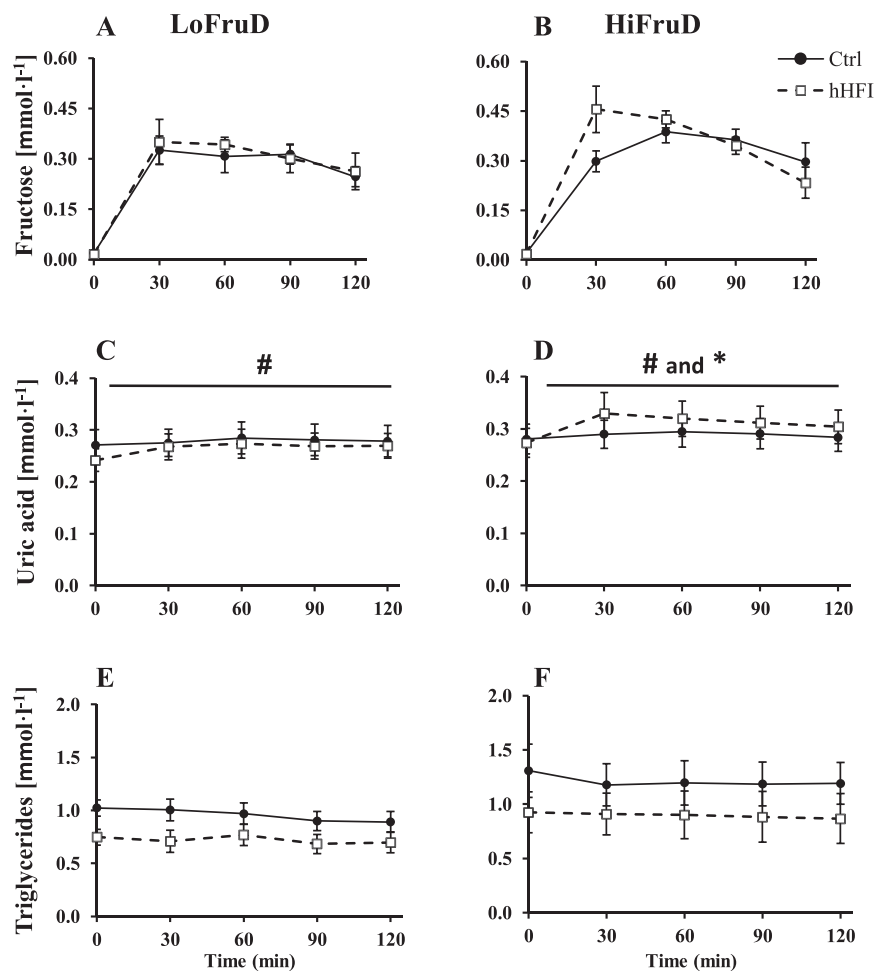 A LoFruD
B HiFruD
Ctrl
hHFI
Fructose [mmol·l⁻¹]
0.60
0.45
0.30
0.15
0.00
0 30 60 90 120
0.60
0.45
0.30
0.15
0.00
0 30 60 90 120
C
#
D
# and *
Uric acid [mmol·l⁻¹]
0.4
0.3
0.2
0.1
0.0
0 30 60 90 120
0.4
0.3
0.2
0.1
0.0
0 30 60 90 120
E
F
Triglycerides [mmol·l⁻¹]
2.0
1.5
1.0
0.5
0.0
0 30 60 90 120
Time (min)
2.0
1.5
1.0
0.5
0.0
0 30 60 90 120
Time (min)